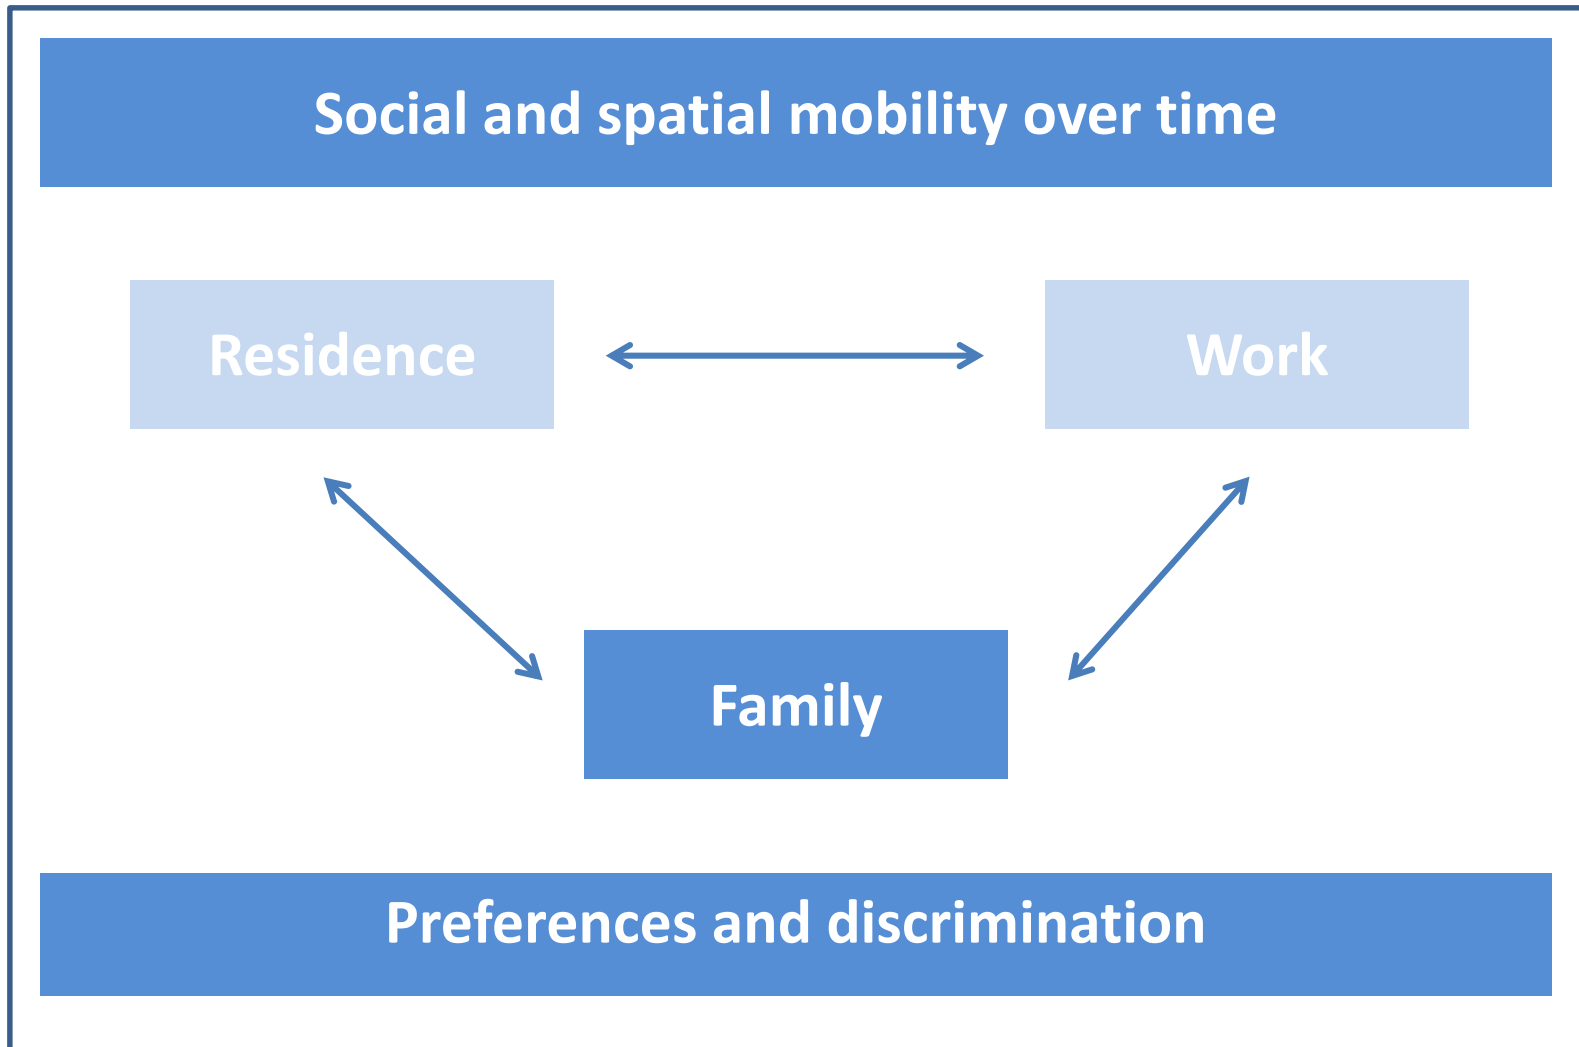 Social and spatial mobility over time
Residence
Work
Family
Preferences and discrimination